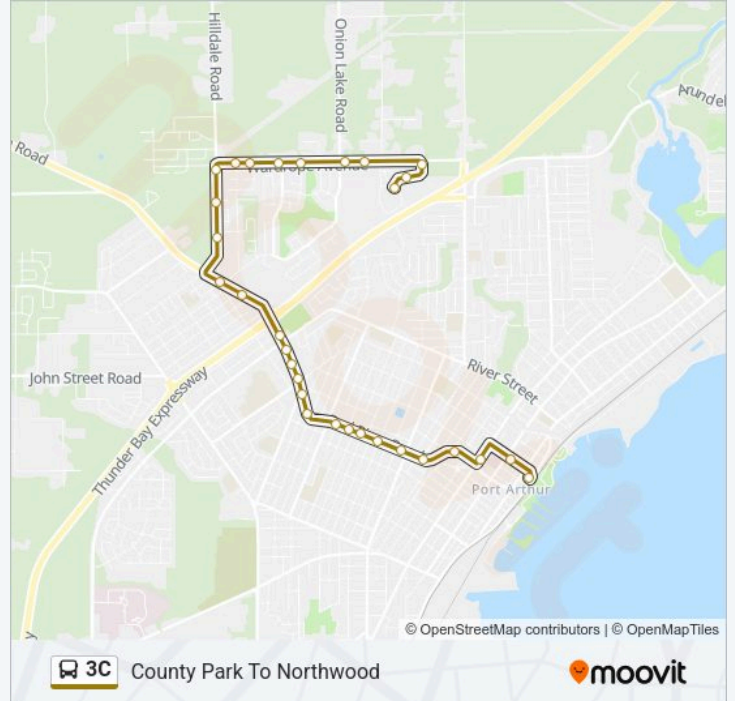 Hilldale Road
Onion Lake Road
Arundel
Road
Wardrope Avenue
River Street
John Street Road
Thunder Bay Expressway
Port Arthur
y
© OpenStreetMap contributors | © OpenMapTiles
3C County Park To Northwood
moovit